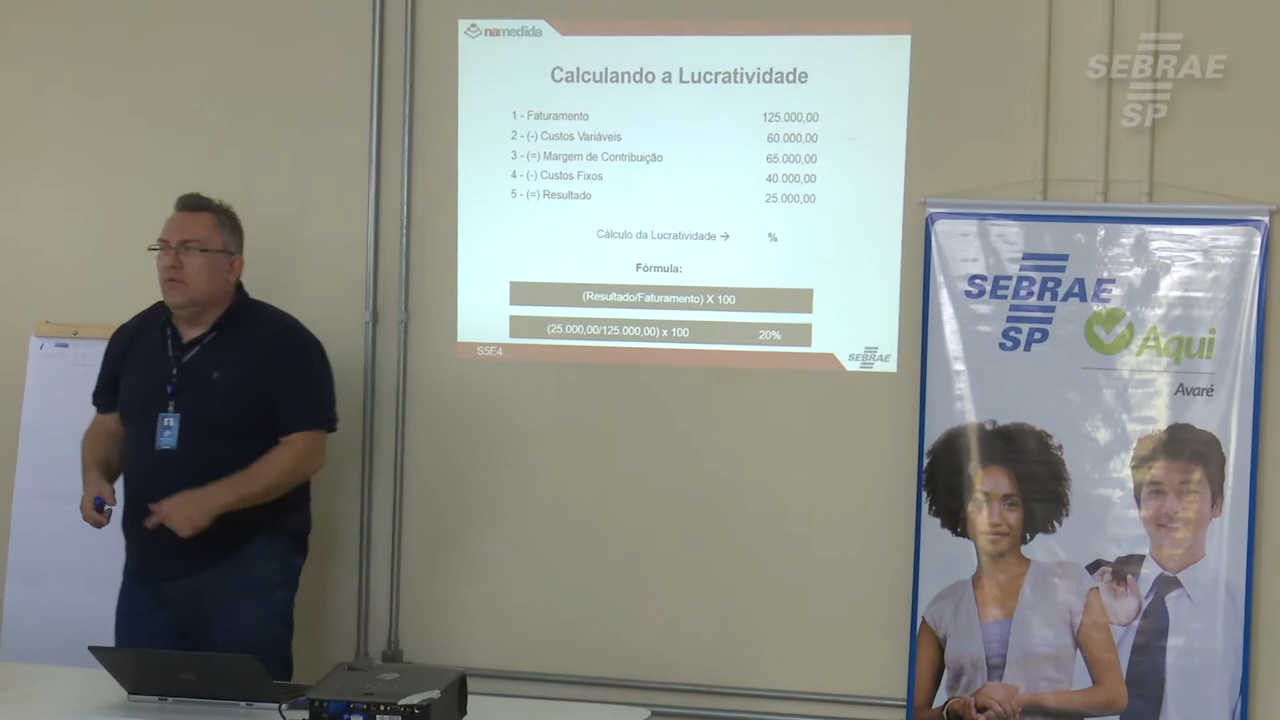 namedida
Calculando a Lucratividade
1 - Faturamento 125.000,00
2 - (-) Custos Variáveis 60.000,00
3 - (=) Margem de Contribuição 65.000,00
4 - (-) Custos Fixos 40.000,00
5 - (=) Resultado 25.000,00
Cálculo da Lucratividade → %
Fórmula:
(Resultado/Faturamento) X 100
(25.000,00/125.000,00) x 100 20%
S5E4
SEBRAE
SEBRAE
SP
SEBRAE
SP
Aqui
Avaré